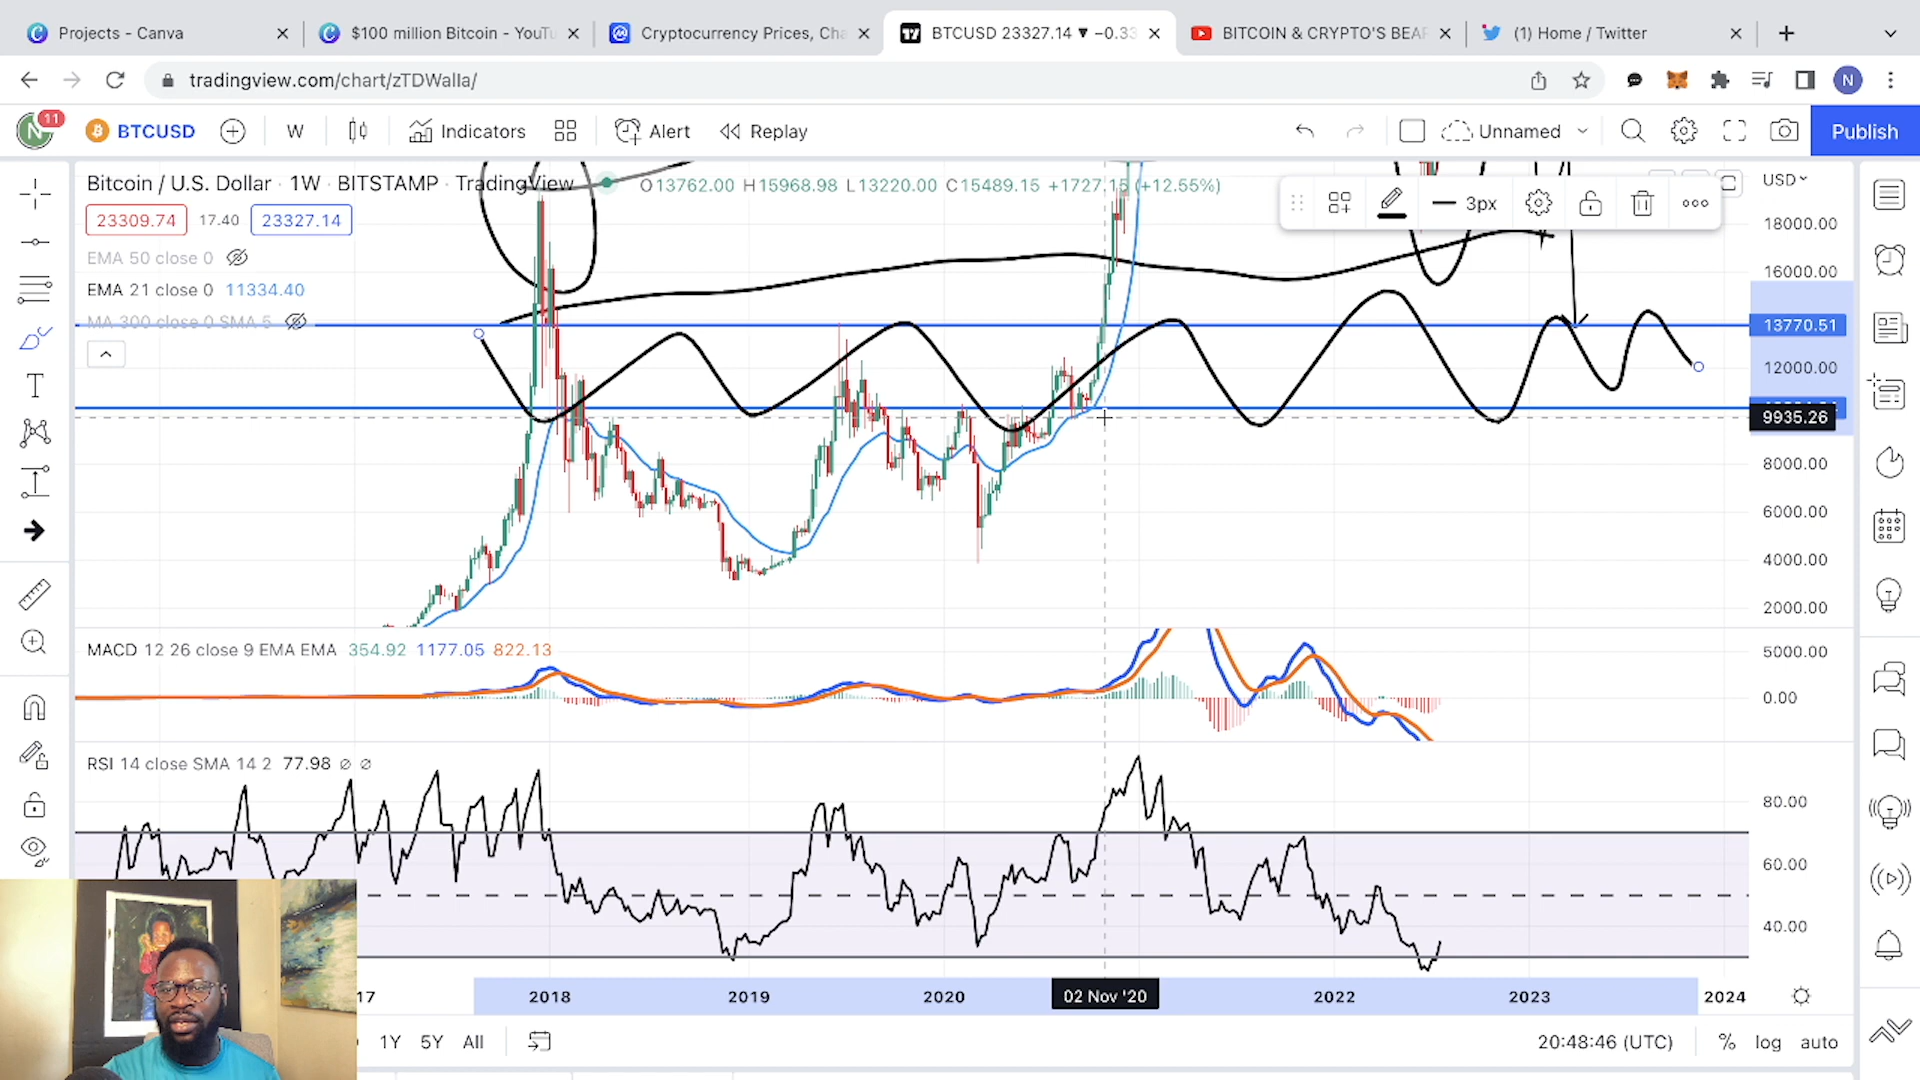 Projects - Canva
$100 million Bitcoin - YouTu
Cryptocurrency Prices, Cha
BTCUSD 23327.14 ▼ −0.33
BITCOIN & CRYPTO'S BEAR
(1) Home / Twitter
tradingview.com/chart/zTDWalla/
N
N 11
BTCUSD
W
Indicators
Alert
Replay
Unnamed
Publish
Bitcoin / U.S. Dollar · 1W · BITSTAMP · TradingView
O13762.00 H15968.98 L13220.00 C15489.15 +1727.15 (+12.55%)
USD
23309.74 17.40 23327.14
3px
EMA 50 close 0
EMA 21 close 0 11334.40
MA 300 close 0 SMA 5
18000.00
16000.00
13770.51
12000.00
9935.26
8000.00
6000.00
4000.00
2000.00
MACD 12 26 close 9 EMA EMA 354.92 1177.05 822.13
5000.00
0.00
RSI 14 close SMA 14 2 77.98 ∅ ∅
80.00
60.00
40.00
17 2018 2019 2020 02 Nov '20 2022 2023 2024
1Y 5Y All
20:48:46 (UTC) % log auto